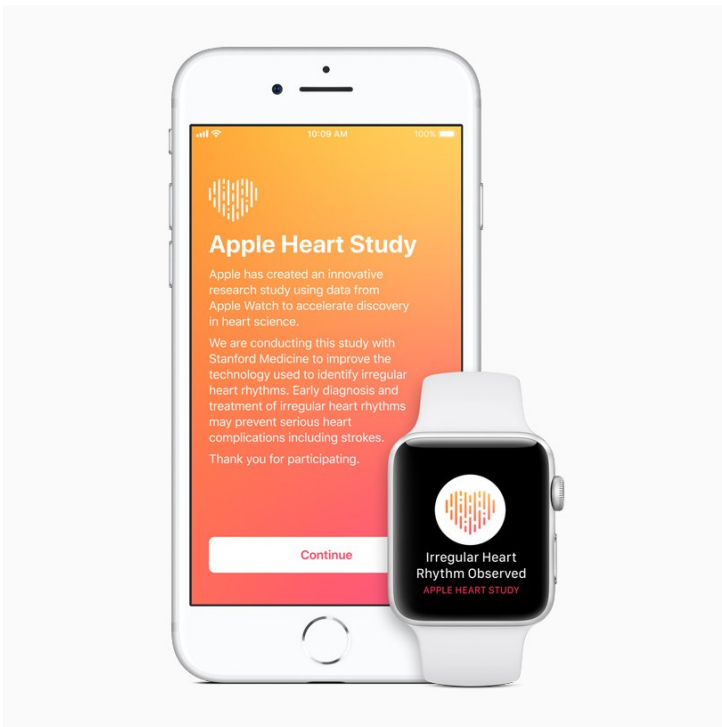 10:09 AM
100%
Apple Heart Study
Apple has created an innovative
research study using data from
Apple Watch to accelerate discovery
in heart science.
We are conducting this study with
Stanford Medicine to improve the
technology used to identify irregular
heart rhythms. Early diagnosis and
treatment of irregular heart rhythms
may prevent serious heart
complications including strokes.
Thank you for participating.
Continue
Irregular Heart
Rhythm Observed
APPLE HEART STUDY